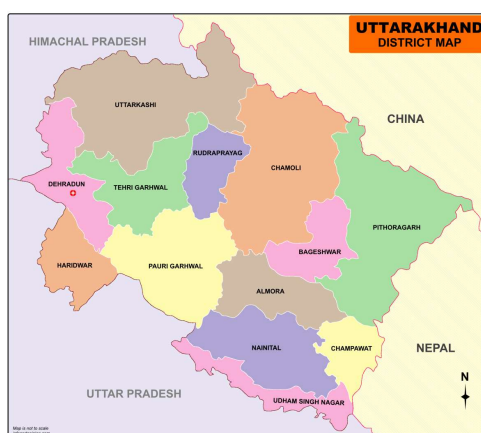 UTTARAKHAND
DISTRICT MAP
HIMACHAL PRADESH
UTTARKASHI
CHINA
RUDRAPRAYAG
CHAMOLI
DEHRADUN
TEHRI GARHWAL
PITHORAGARH
BAGESHWAR
HARIDWAR
PAURI GARHWAL
ALMORA
NAINITAL
CHAMPAWAT
NEPAL
N
UTTAR PRADESH
UDHAM SINGH NAGAR
Map is not to scale